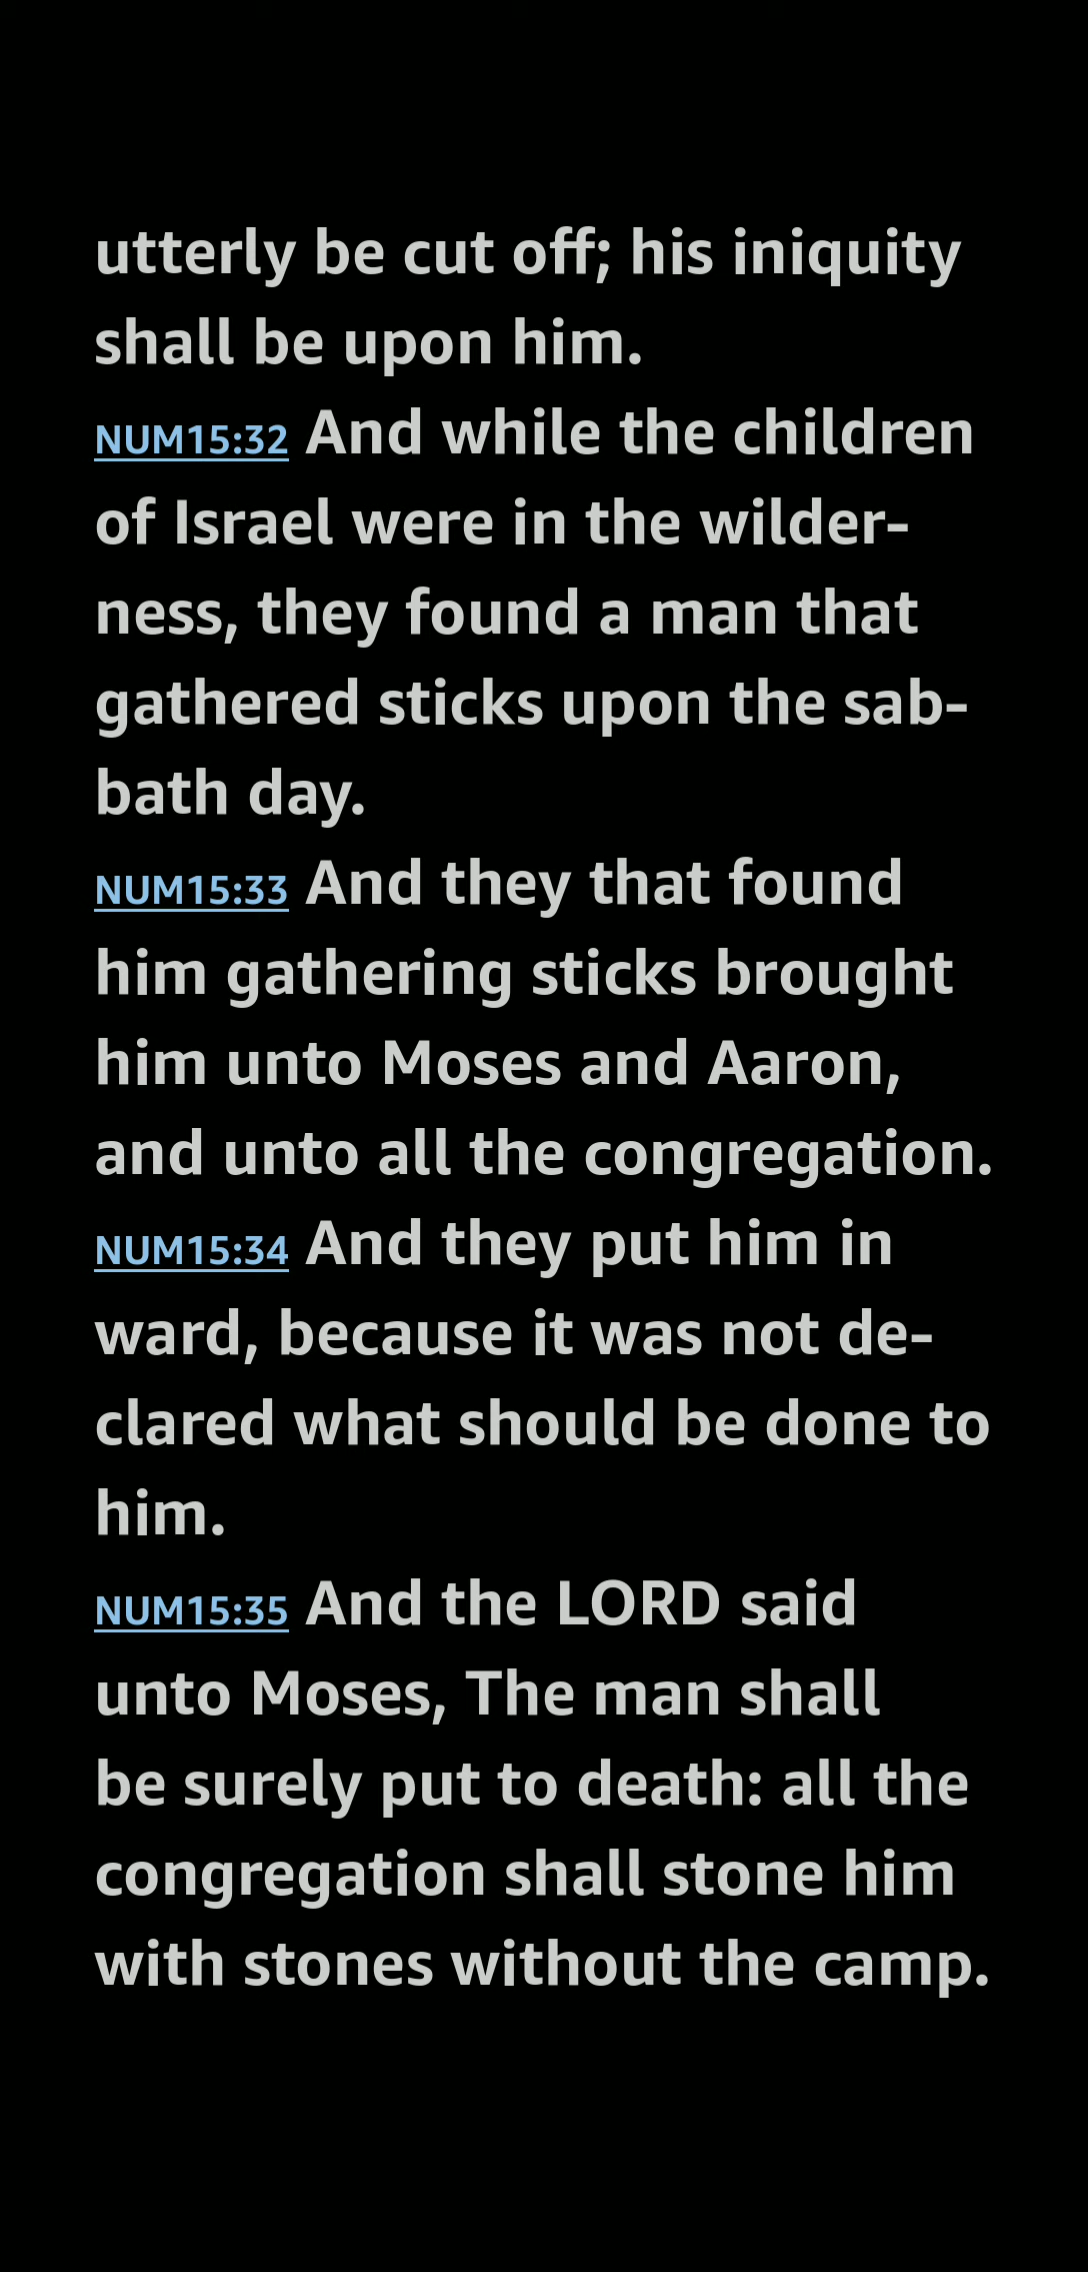 utterly be cut off; his iniquity
shall be upon him.
NUM15:32 And while the children
of Israel were in the wilder-
ness, they found a man that
gathered sticks upon the sab-
bath day.
NUM15:33 And they that found
him gathering sticks brought
him unto Moses and Aaron,
and unto all the congregation.
NUM15:34 And they put him in
ward, because it was not de-
clared what should be done to
him.
NUM15:35 And the LORD said
unto Moses, The man shall
be surely put to death: all the
congregation shall stone him
with stones without the camp.